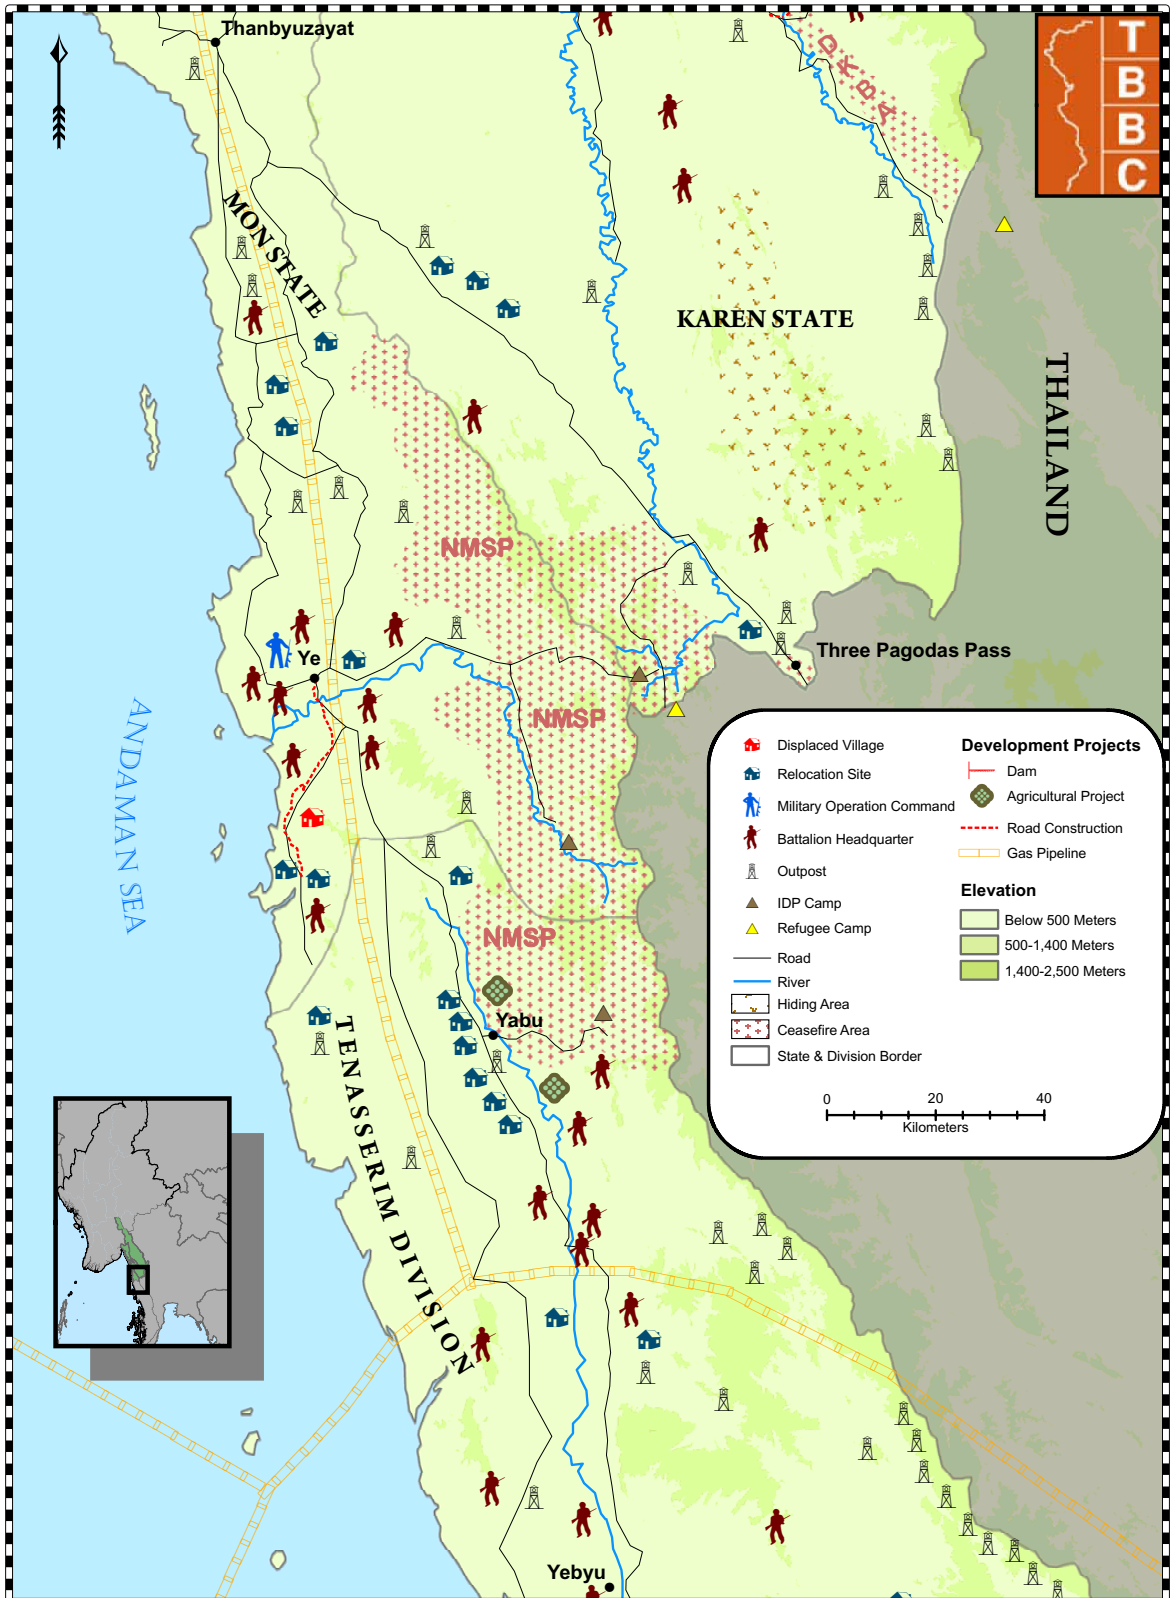 Thanbyuzayat
T
B
B
C
DKBA
MON STATE
KAREN STATE
THAILAND
NMSP
Ye
Three Pagodas Pass
NMSP
ANDAMAN SEA
NMSP
Yabu
TENASSERIM DIVISION
Yebyu
Displaced Village
Relocation Site
Military Operation Command
Battalion Headquarter
Outpost
IDP Camp
Refugee Camp
Road
River
Hiding Area
Ceasefire Area
State & Division Border
Development Projects
Dam
Agricultural Project
Road Construction
Gas Pipeline
Elevation
Below 500 Meters
500-1,400 Meters
1,400-2,500 Meters
0 20 40
Kilometers